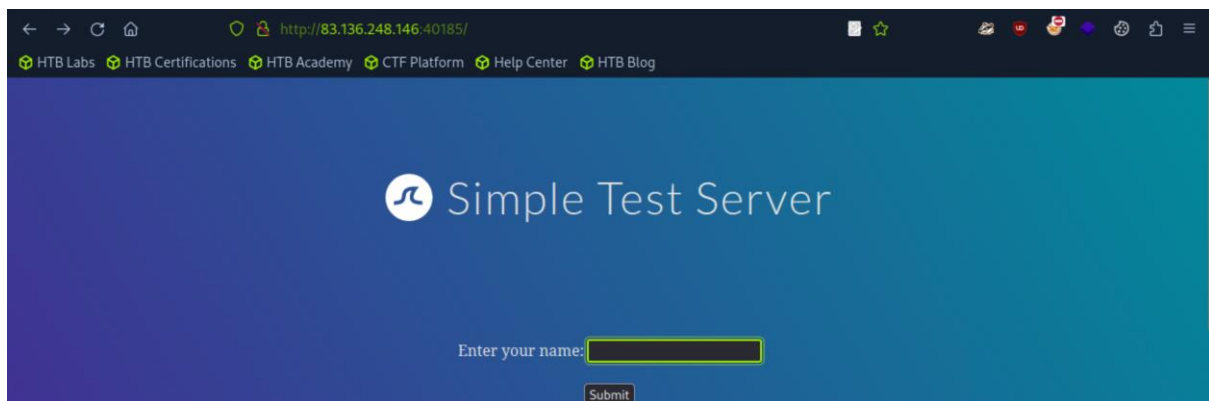 http://83.136.248.146:40185/
HTB Labs HTB Certifications HTB Academy CTF Platform Help Center HTB Blog
Simple Test Server
Enter your name:
Submit